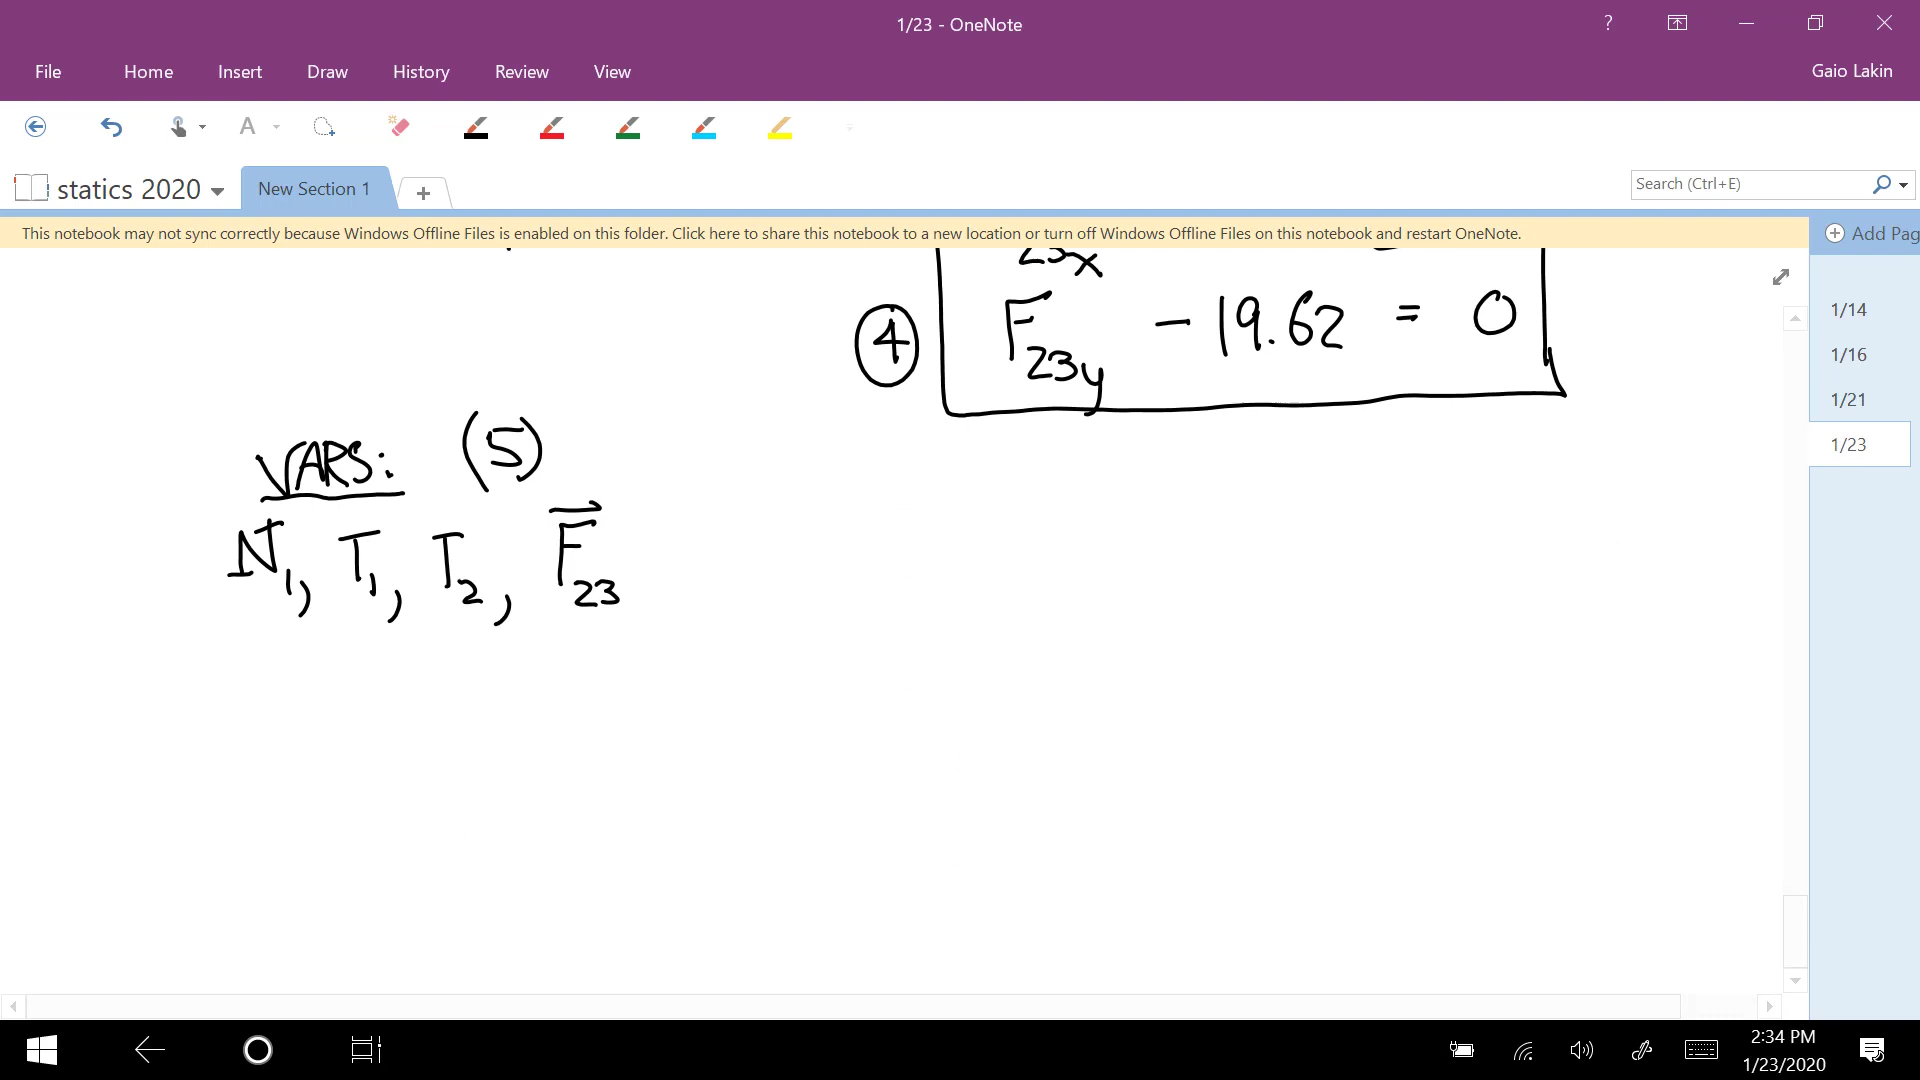 1/23 - OneNote
?
File Home Insert Draw History Review View
Gaio Lakin
A
statics 2020
New Section 1
+
Search (Ctrl+E)
This notebook may not sync correctly because Windows Offline Files is enabled on this folder. Click here to share this notebook to a new location or turn off Windows Offline Files on this notebook and restart OneNote.
Add Pag
1/14
1/16
1/21
1/23
23x
④ F23y - 19.62 = 0
VARS: (5)
N1, T1, T2, F⃗23
2:34 PM
1/23/2020